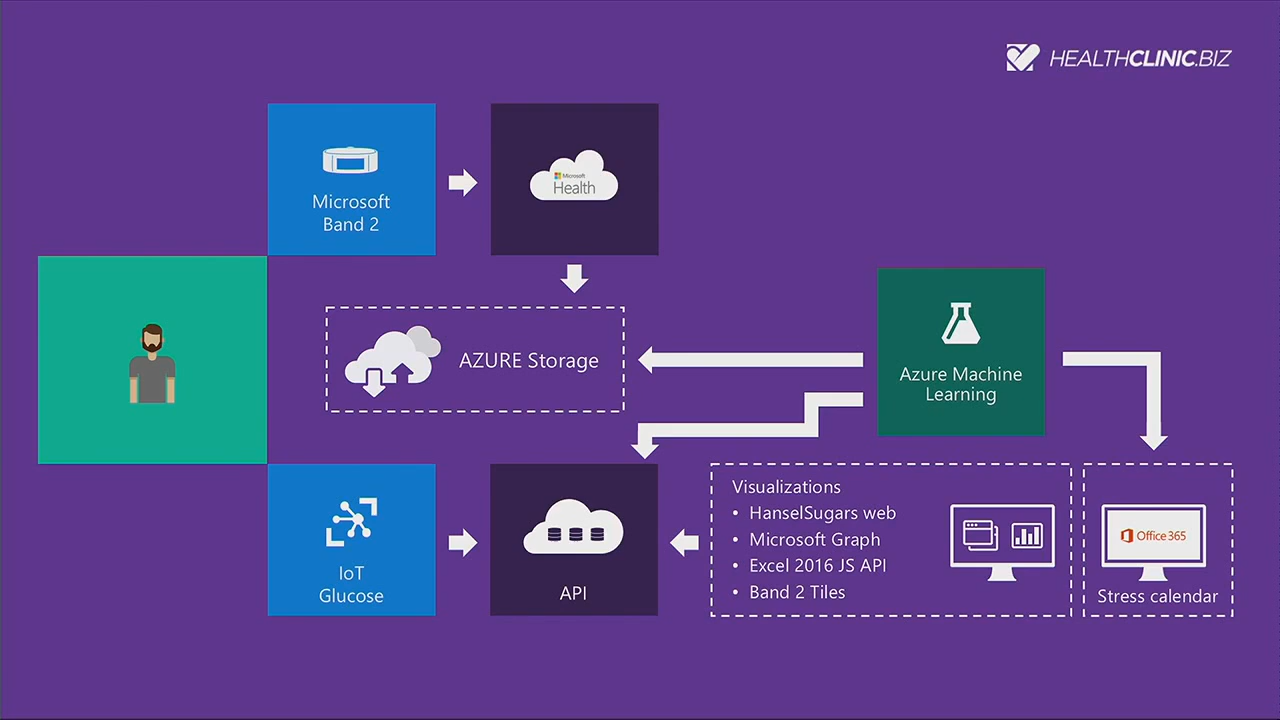 HEALTHCLINIC.BIZ
Microsoft
Band 2
Microsoft
Health
AZURE Storage
Azure Machine
Learning
IoT
Glucose
API
Visualizations
• HanselSugars web
• Microsoft Graph
• Excel 2016 JS API
• Band 2 Tiles
Office 365
Stress calendar